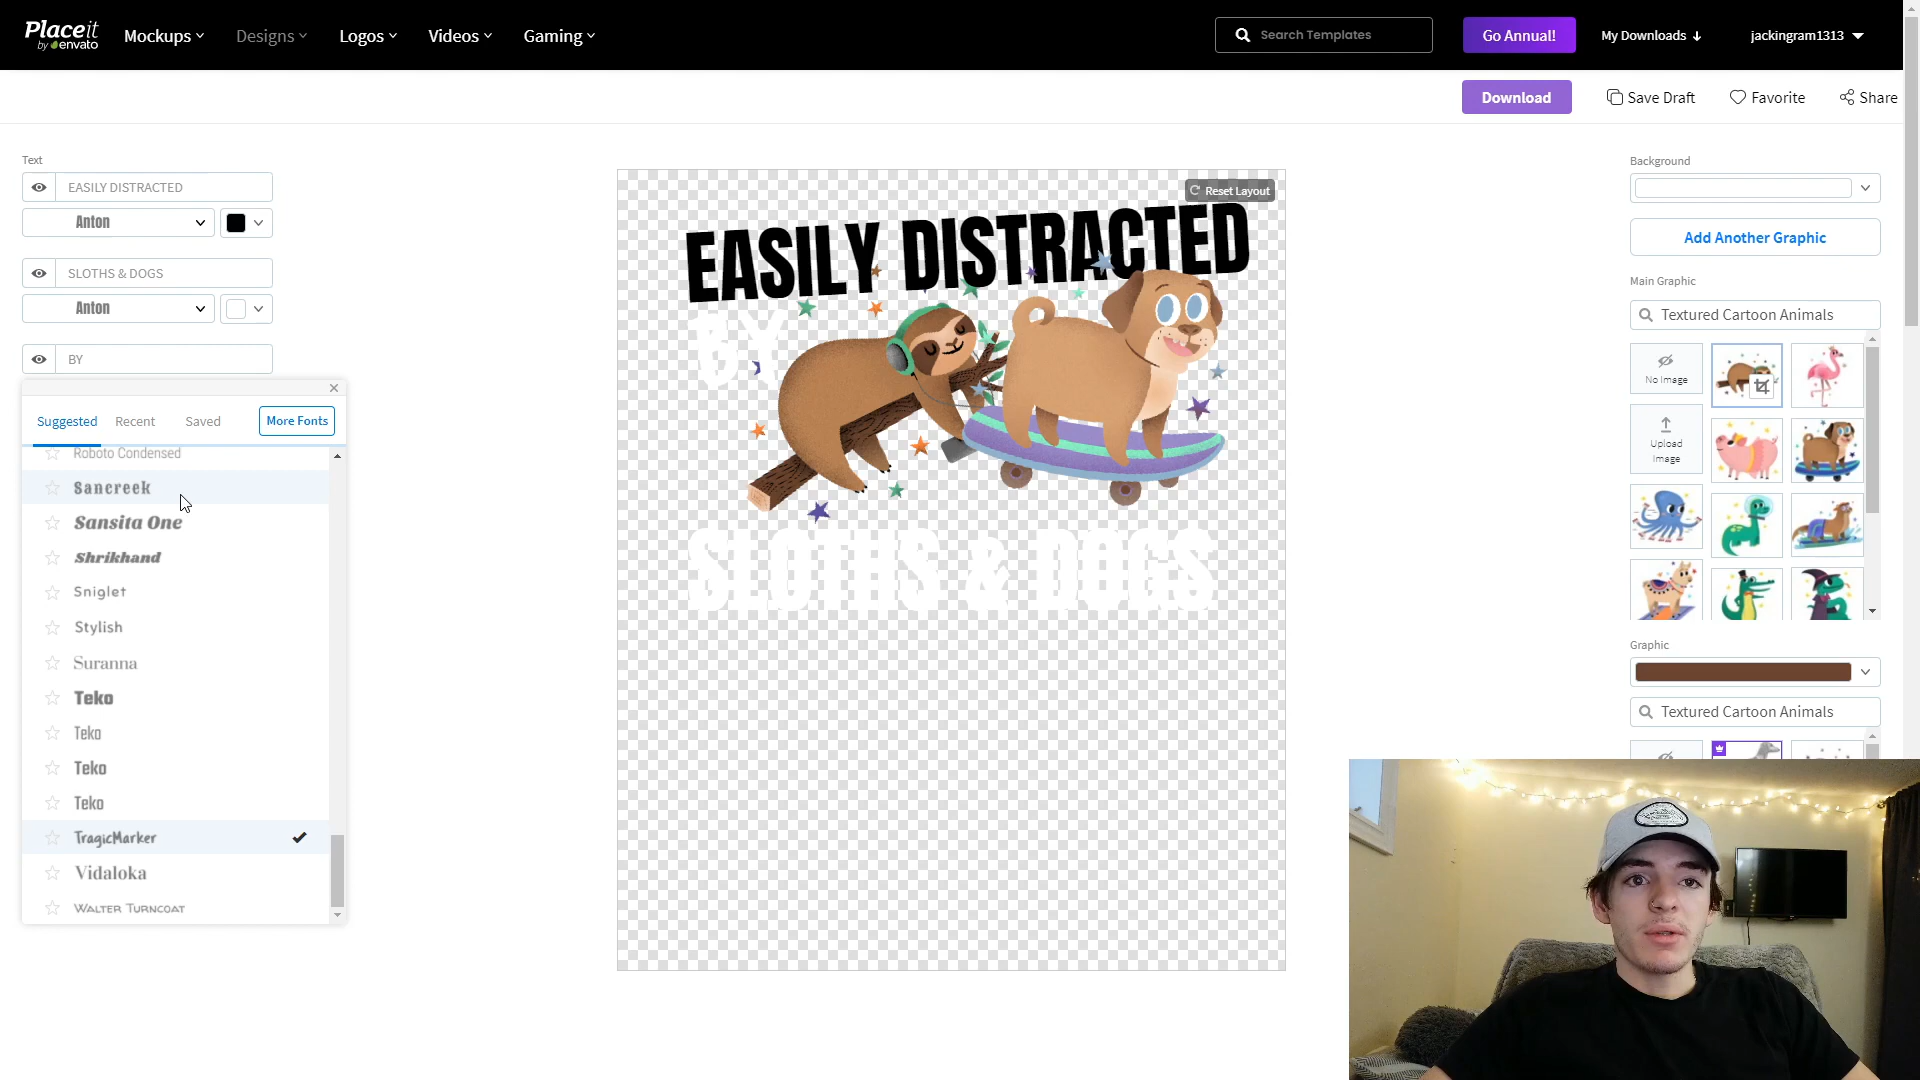 Placeit
by envato
Mockups
Designs
Logos
Videos
Gaming
Search Templates
Go Annual!
My Downloads
jackingram1313
Download
Save Draft
Favorite
Share
Text
EASILY DISTRACTED
Anton
SLOTHS & DOGS
Anton
BY
Suggested
Recent
Saved
More Fonts
Roboto Condensed
Sancreek
Sansita One
Shrikhand
Sniglet
Stylish
Suranna
Teko
Teko
Teko
Teko
TragicMarker
Vidaloka
Walter Turncoat
Reset Layout
EASILY DISTRACTED
BY
SLOTHS & DOGS
Background
Add Another Graphic
Main Graphic
Textured Cartoon Animals
No Image
Upload
Image
Graphic
Textured Cartoon Animals